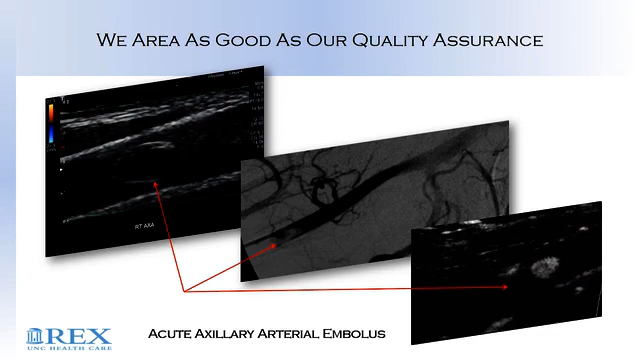 WE AREA AS GOOD AS OUR QUALITY ASSURANCE
RT AXA
ACUTE AXILLARY ARTERIAL EMBOLUS
REX
UNC HEALTH CARE